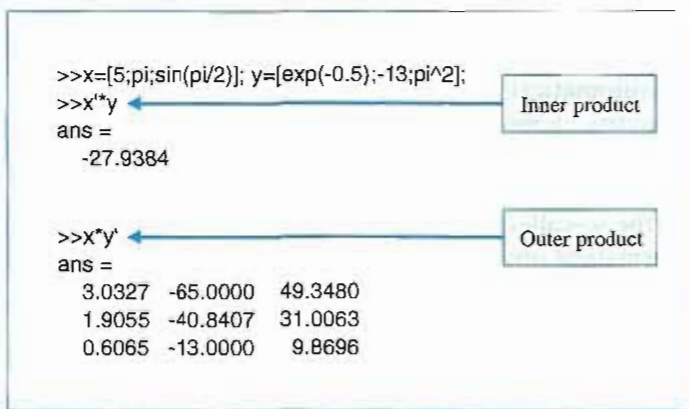 >>x=[5;pi;sin(pi/2)]; y=[exp(-0.5);-13;pi^2];
>>x'*y
Inner product
ans =
-27.9384
>>x*y'
Outer product
ans =
3.0327 -65.0000 49.3480
1.9055 -40.8407 31.0063
0.6065 -13.0000 9.8696